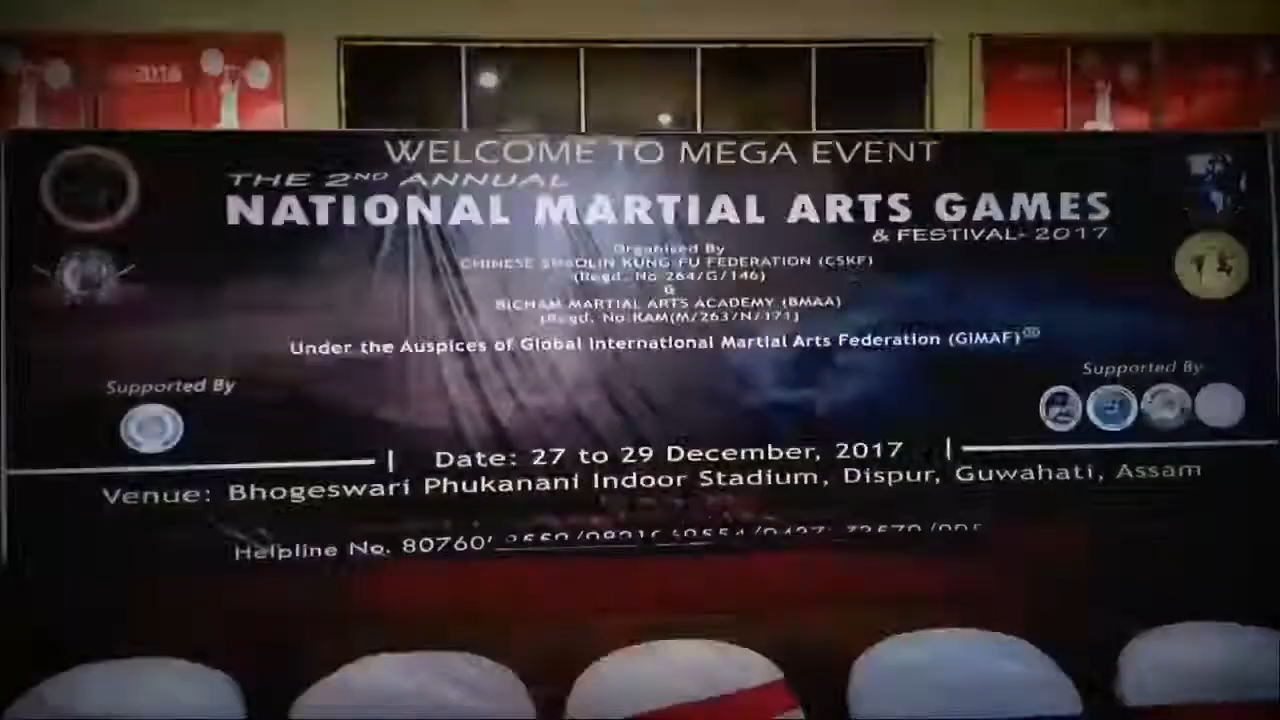 2016
WELCOME TO MEGA EVENT
THE 2ND ANNUAL
NATIONAL MARTIAL ARTS GAMES
& FESTIVAL- 2017
Organised By
CHINESE SHAOLIN KUNG FU FEDERATION (CSKF)
(Regd. No 264/G/146)
&
BICHAM MARTIAL ARTS ACADEMY (BMAA)
(Regd. No.KAM(M/263/N/171)
Under the Auspices of Global International Martial Arts Federation (GIMAF)
Supported By
Supported By
Date: 27 to 29 December, 2017
Venue: Bhogeswari Phukanani Indoor Stadium, Dispur, Guwahati, Assam
Helpline No. 80760